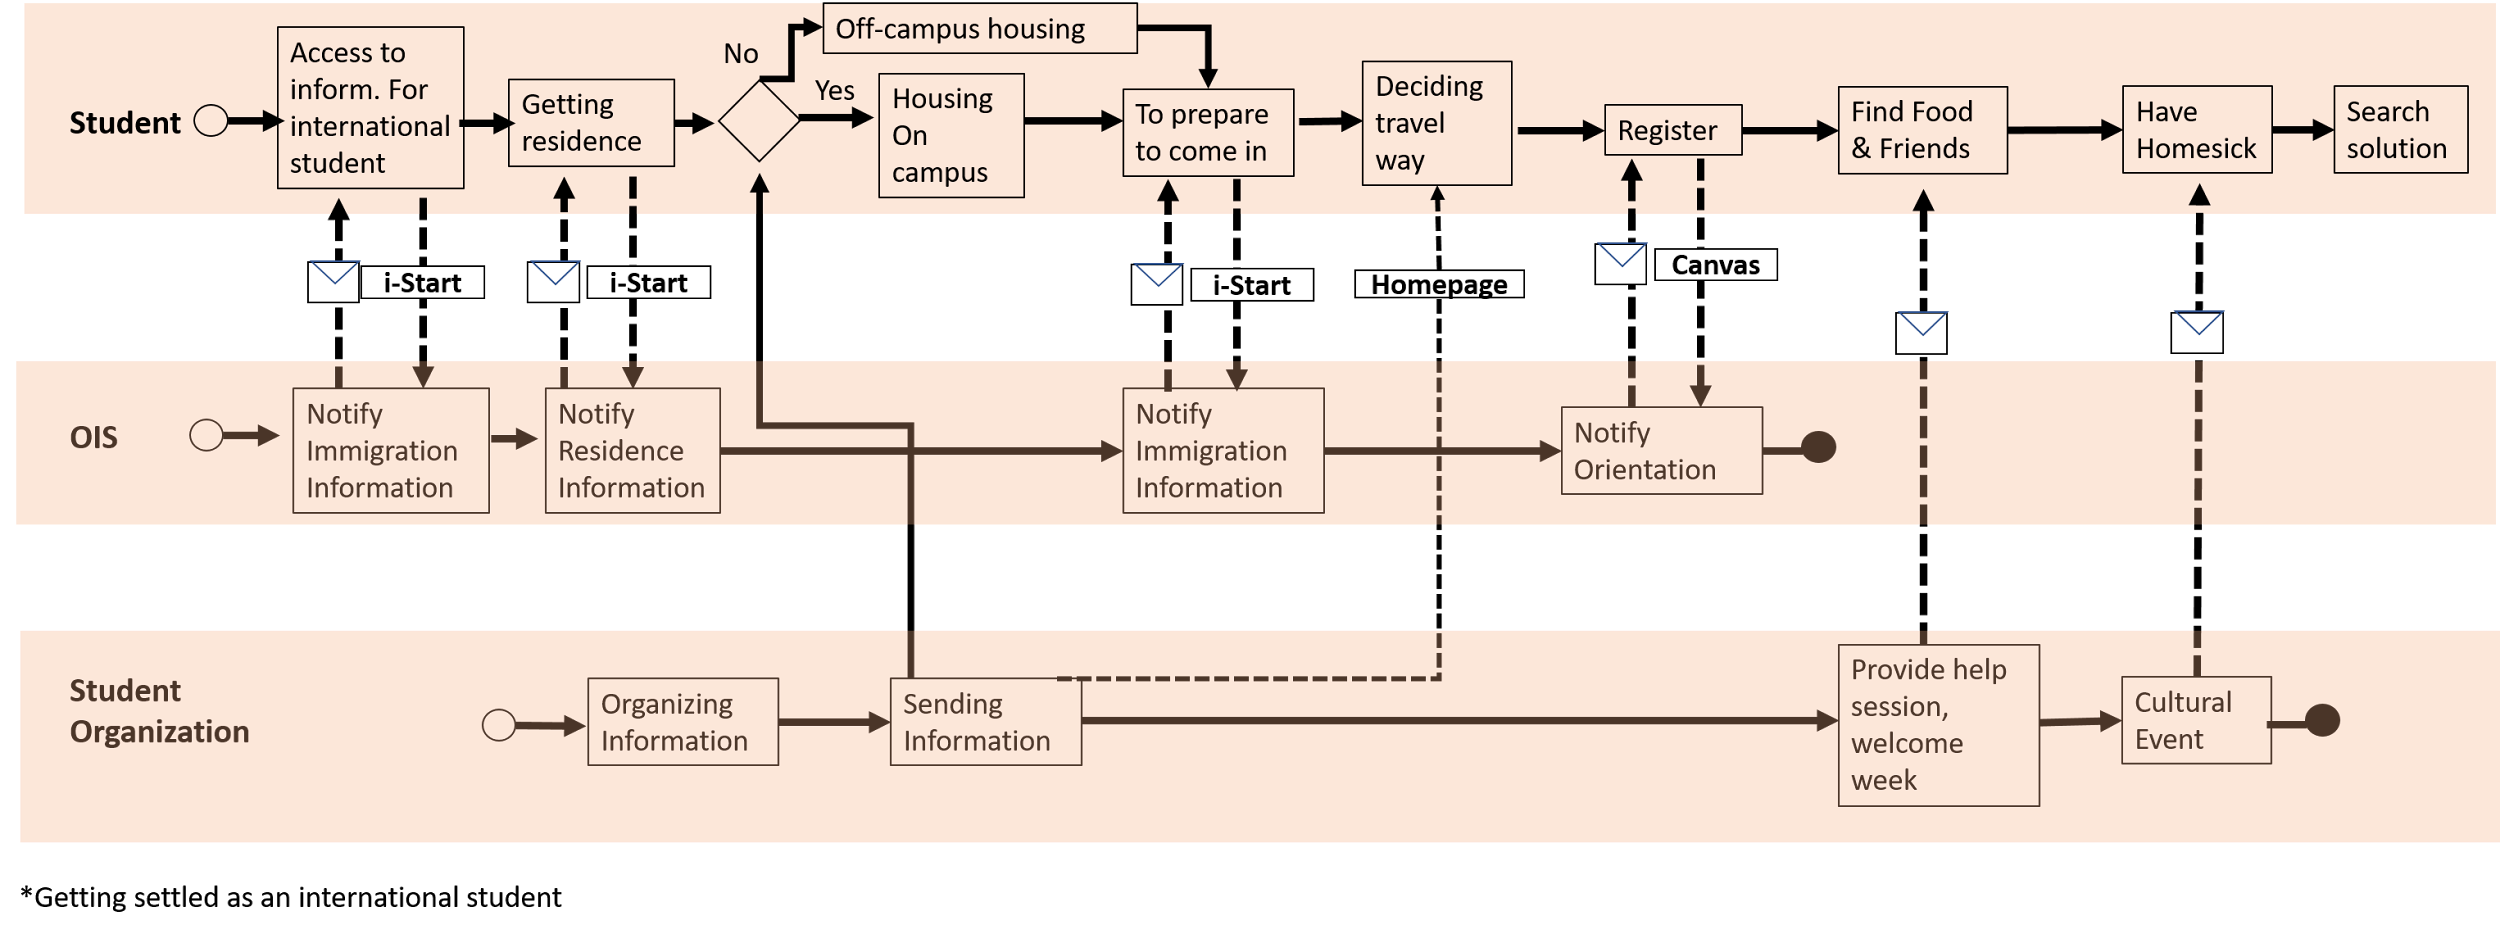 Off-campus housing
No
Access to
inform. For
international
student
Student
Getting
residence
Yes
Housing
On
campus
To prepare
to come in
Deciding
travel
way
Register
Find Food
& Friends
Have
Homesick
Search
solution
i-Start
i-Start
i-Start
Homepage
Canvas
OIS
Notify
Immigration
Information
Notify
Residence
Information
Notify
Immigration
Information
Notify
Orientation
Student
Organization
Organizing
Information
Sending
Information
Provide help
session,
welcome
week
Cultural
Event
*Getting settled as an international student